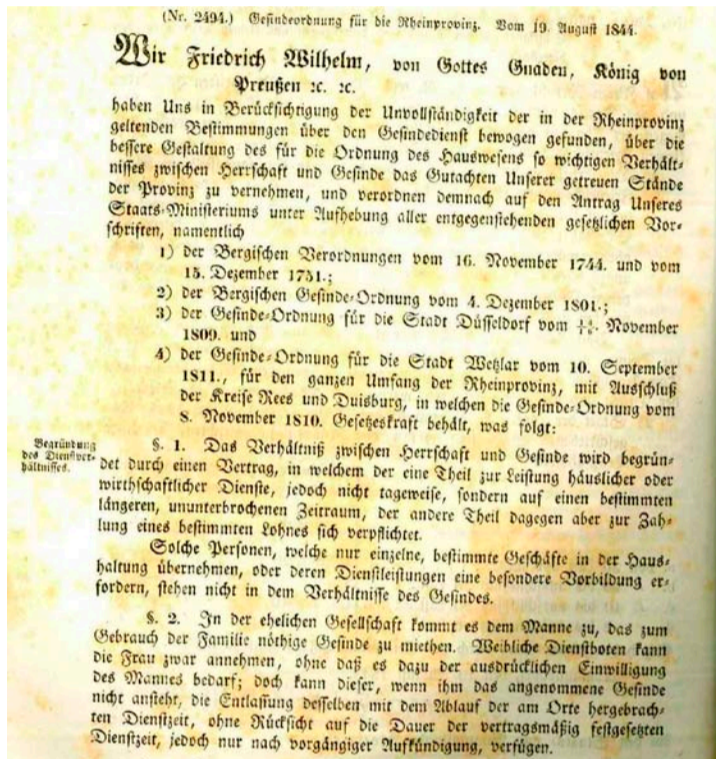 (Nr. 2494.) Gesindeordnung für die Rheinprovinz. Vom 19. August 1844.
Wir Friedrich Wilhelm, von Gottes Gnaden, König von
Preußen ꝛc. ꝛc.
haben Uns in Berücksichtigung der Unvollständigkeit der in der Rheinprovinz
geltenden Bestimmungen über den Gesindedienst bewogen gefunden, über die
bessere Gestaltung des für die Ordnung des Hauswesens so wichtigen Verhält-
nisses zwischen Herrschaft und Gesinde das Gutachten Unserer getreuen Stände
der Provinz zu vernehmen, und verordnen demnach auf den Antrag Unseres
Staats-Ministeriums unter Aufhebung aller entgegenstehenden gesetzlichen Vor-
schriften, namentlich
1) der Bergischen Verordnungen vom 16. November 1744. und vom
15. Dezember 1751.;
2) der Bergischen Gesinde-Ordnung vom 4. Dezember 1801.;
3) der Gesinde-Ordnung für die Stadt Düsseldorf vom November
1809. und
4) der Gesinde-Ordnung für die Stadt Wetzlar vom 10. September
1811., für den ganzen Umfang der Rheinprovinz, mit Ausschluß
der Kreise Rees und Duisburg, in welchen die Gesinde-Ordnung vom
8. November 1810. Gesetzeskraft behält, was folgt:
Begründung
des Dienstver-
hältnisses.
§. 1. Das Verhältniß zwischen Herrschaft und Gesinde wird begrün-
det durch einen Vertrag, in welchem der eine Theil zur Leistung häuslicher oder
wirthschaftlicher Dienste, jedoch nicht tageweise, sondern auf einen bestimmten
längeren, ununterbrochenen Zeitraum, der andere Theil dagegen aber zur Zah-
lung eines bestimmten Lohnes sich verpflichtet.
Solche Personen, welche nur einzelne, bestimmte Geschäfte in der Haus-
haltung übernehmen, oder deren Dienstleistungen eine besondere Vorbildung er-
fordern, stehen nicht in dem Verhältnisse des Gesindes.
§. 2. In der ehelichen Gesellschaft kommt es dem Manne zu, das zum
Gebrauch der Familie nöthige Gesinde zu miethen. Weibliche Dienstboten kann
die Frau zwar annehmen, ohne daß es dazu der ausdrücklichen Einwilligung
des Mannes bedarf; doch kann dieser, wenn ihm das angenommene Gesinde
nicht ansteht, die Entlassung desselben mit dem Ablauf der am Orte hergebrach-
ten Dienstzeit, ohne Rücksicht auf die Dauer der vertragsmäßig festgesetzten
Dienstzeit, jedoch nur nach vorgängiger Aufkündigung, verfügen.